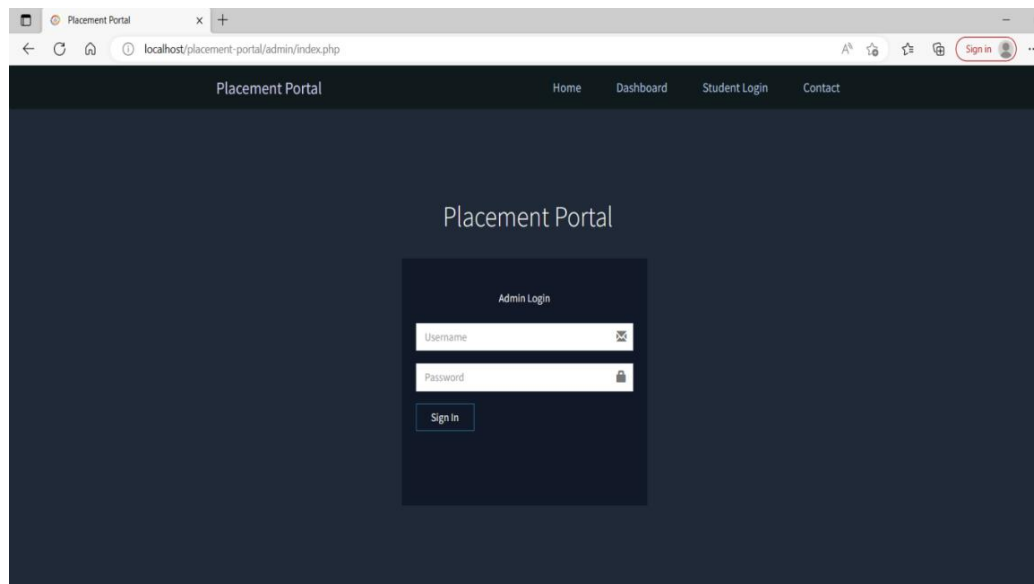 Placement Portal
localhost/placement-portal/admin/index.php
Sign in
Placement Portal Home Dashboard Student Login Contact
Placement Portal
Admin Login
Username
Password
Sign In